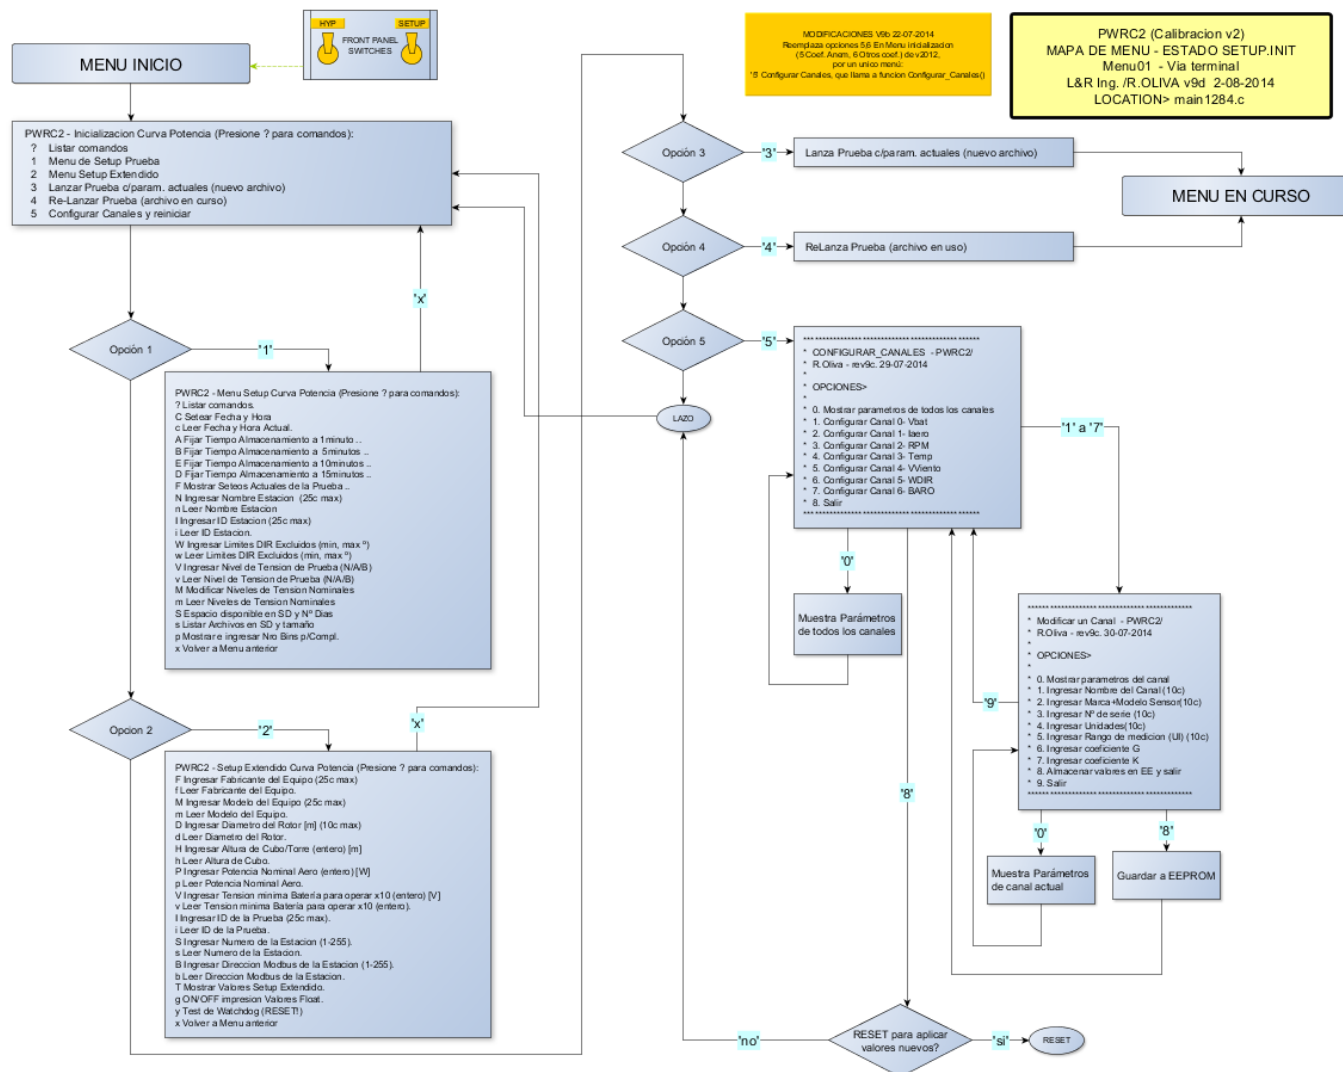 HYP
SETUP
FRONT PANEL
SWITCHES
MENU INICIO
MODIFICACIONES V9b 22-07-2014
Reemplaza opciones 5,6 En Menu inicializacion
(5 Coef. Anem, 6 Otros coef.) de v2012,
por un unico menú:
'5' Configurar Canales, que llama a funcion Configurar_Canales()
PWRC2 (Calibracion v2)
MAPA DE MENU - ESTADO SETUP.INIT
Menu01 - Via terminal
L&R Ing. /R.OLIVA v9d 2-08-2014
LOCATION> main1284.c
PWRC2 - Inicializacion Curva Potencia (Presione ? para comandos):
? Listar comandos
1 Menu de Setup Prueba
2 Menu Setup Extendido
3 Lanzar Prueba c/param. actuales (nuevo archivo)
4 Re-Lanzar Prueba (archivo en curso)
5 Configurar Canales y reiniciar
Opción 3
'3'
Lanza Prueba c/param. actuales (nuevo archivo)
MENU EN CURSO
Opción 4
'4'
ReLanza Prueba (archivo en uso)
'x'
Opción 1
'1'
Opción 5
'5'
LAZO
PWRC2 - Menu Setup Curva Potencia (Presione ? para comandos):
? Listar comandos.
C Setear Fecha y Hora
c Leer Fecha y Hora Actual.
A Fijar Tiempo Almacenamiento a 1minuto ..
B Fijar Tiempo Almacenamiento a 5minutos ..
E Fijar Tiempo Almacenamiento a 10minutos ..
D Fijar Tiempo Almacenamiento a 15minutos ..
F Mostrar Seteos Actuales de la Prueba ..
N Ingresar Nombre Estacion (25c max)
n Leer Nombre Estacion
I Ingresar ID Estacion (25c max)
i Leer ID Estacion.
W Ingresar Limites DIR Excluidos (min, max º)
w Leer Limites DIR Excluidos (min, max º)
V Ingresar Nivel de Tension de Prueba (N/A/B)
v Leer Nivel de Tension de Prueba (N/A/B)
M Modificar Niveles de Tension Nominales
m Leer Niveles de Tension Nominales
S Espacio disponible en SD y Nº Dias
s Listar Archivos en SD y tamaño
p Mostrar e ingresar Nro Bins p/Compl.
x Volver a Menu anterior
**************************************************
* CONFIGURAR_CANALES - PWRC2/
* R.Oliva - rev9c. 29-07-2014
*
* OPCIONES>
*
* 0. Mostrar parametros de todos los canales
* 1. Configurar Canal 0- Vbat
* 2. Configurar Canal 1- Iaero
* 3. Configurar Canal 2- RPM
* 4. Configurar Canal 3- Temp
* 5. Configurar Canal 4- VViento
* 6. Configurar Canal 5- WDIR
* 7. Configurar Canal 6- BARO
* 8. Salir
**************************************************
'1' a '7'
'0'
Muestra Parámetros
de todos los canales
***********************************************
* Modificar un Canal - PWRC2/
* R.Oliva - rev9c. 30-07-2014
*
* OPCIONES>
*
* 0. Mostrar parametros del canal
* 1. Ingresar Nombre del Canal (10c)
* 2. Ingresar Marca+Modelo Sensor(10c)
* 3. Ingresar Nº de serie (10c)
* 4. Ingresar Unidades(10c)
* 5. Ingresar Rango de medicion (UI) (10c)
* 6. Ingresar coeficiente G
* 7. Ingresar coeficiente K
* 8. Almacenar valores en EE y salir
* 9. Salir
***********************************************
'9'
'0'
'8'
Muestra Parámetros
de canal actual
Guardar a EEPROM
'8'
Opcion 2
'2'
'x'
PWRC2 - Setup Extendido Curva Potencia (Presione ? para comandos):
F Ingresar Fabricante del Equipo (25c max)
f Leer Fabricante del Equipo.
M Ingresar Modelo del Equipo (25c max)
m Leer Modelo del Equipo.
D Ingresar Diametro del Rotor [m] (10c max)
d Leer Diametro del Rotor.
H Ingresar Altura de Cubo/Torre (entero) [m]
h Leer Altura de Cubo.
P Ingresar Potencia Nominal Aero (entero) [W]
p Leer Potencia Nominal Aero.
V Ingresar Tension minima Batería para operar x10 (entero) [V]
v Leer Tension minima Batería para operar x10 (entero).
I Ingresar ID de la Prueba (25c max).
i Leer ID de la Prueba.
S Ingresar Numero de la Estacion (1-255).
s Leer Numero de la Estacion.
B Ingresar Direccion Modbus de la Estacion (1-255).
b Leer Direccion Modbus de la Estacion.
T Mostrar Valores Setup Extendido.
g ON/OFF impresion Valores Float.
y Test de Watchdog (RESET!)
x Volver a Menu anterior
'no'
RESET para aplicar
valores nuevos?
'si'
RESET